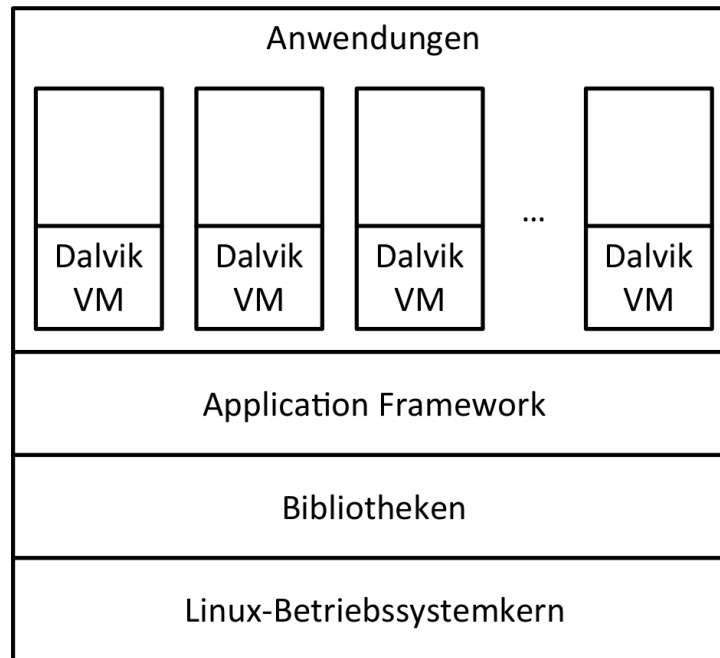 Anwendungen
Dalvik VM
Dalvik VM
Dalvik VM
...
Dalvik VM
Application Framework
Bibliotheken
Linux-Betriebssystemkern